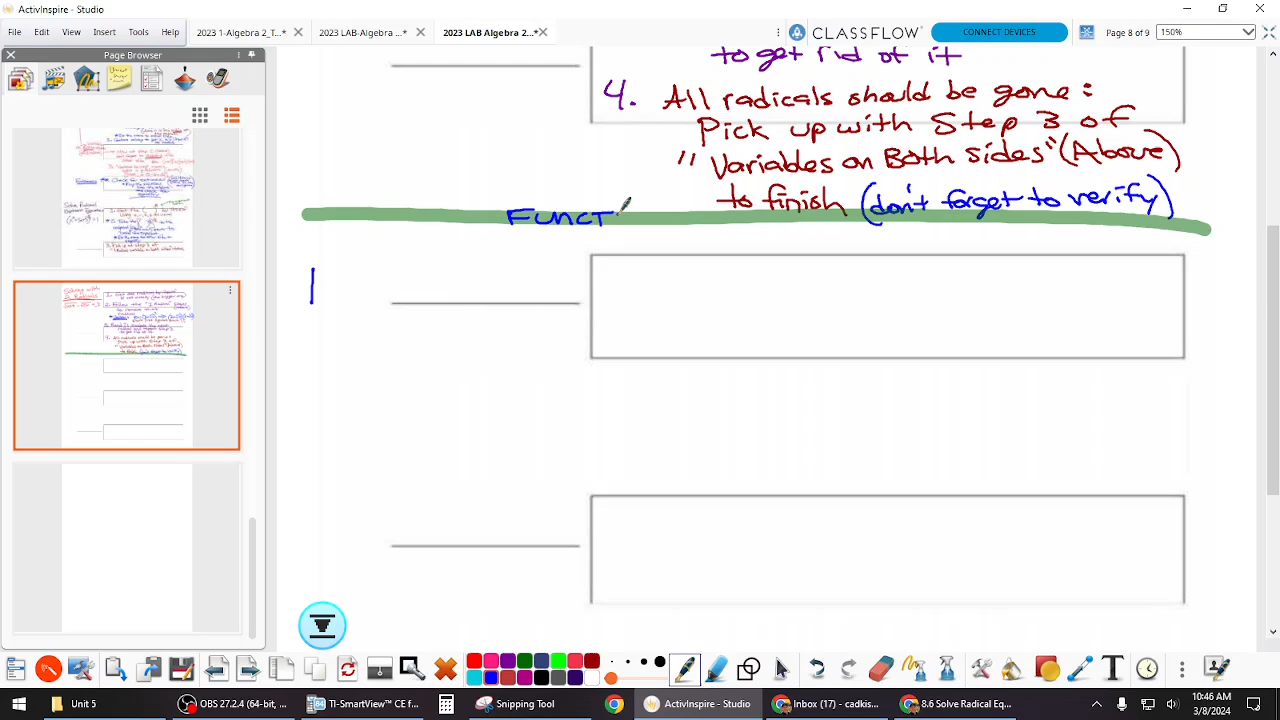 ActivInspire - Studio
File Edit View Insert Tools Help
2023 1-Algebra 2_T...*
2023 LAB-Algebra ...*
2023 LAB Algebra 2...*
CLASSFLOW
CONNECT DEVICES
Page 8 of 9
150%
Page Browser
to get rid of it
4. All radicals should be gone:
Pick up with Step 3 of
"Variables on Both sides" (Above)
to finish (don't forget to verify)
FUNCT
Unit 5
OBS 27.2.4 (64-bit, ...
TI-SmartView™ CE F...
Snipping Tool
ActivInspire - Studio
Inbox (17) - cadkis...
8.6 Solve Radical Eq...
10:46 AM
3/8/2024